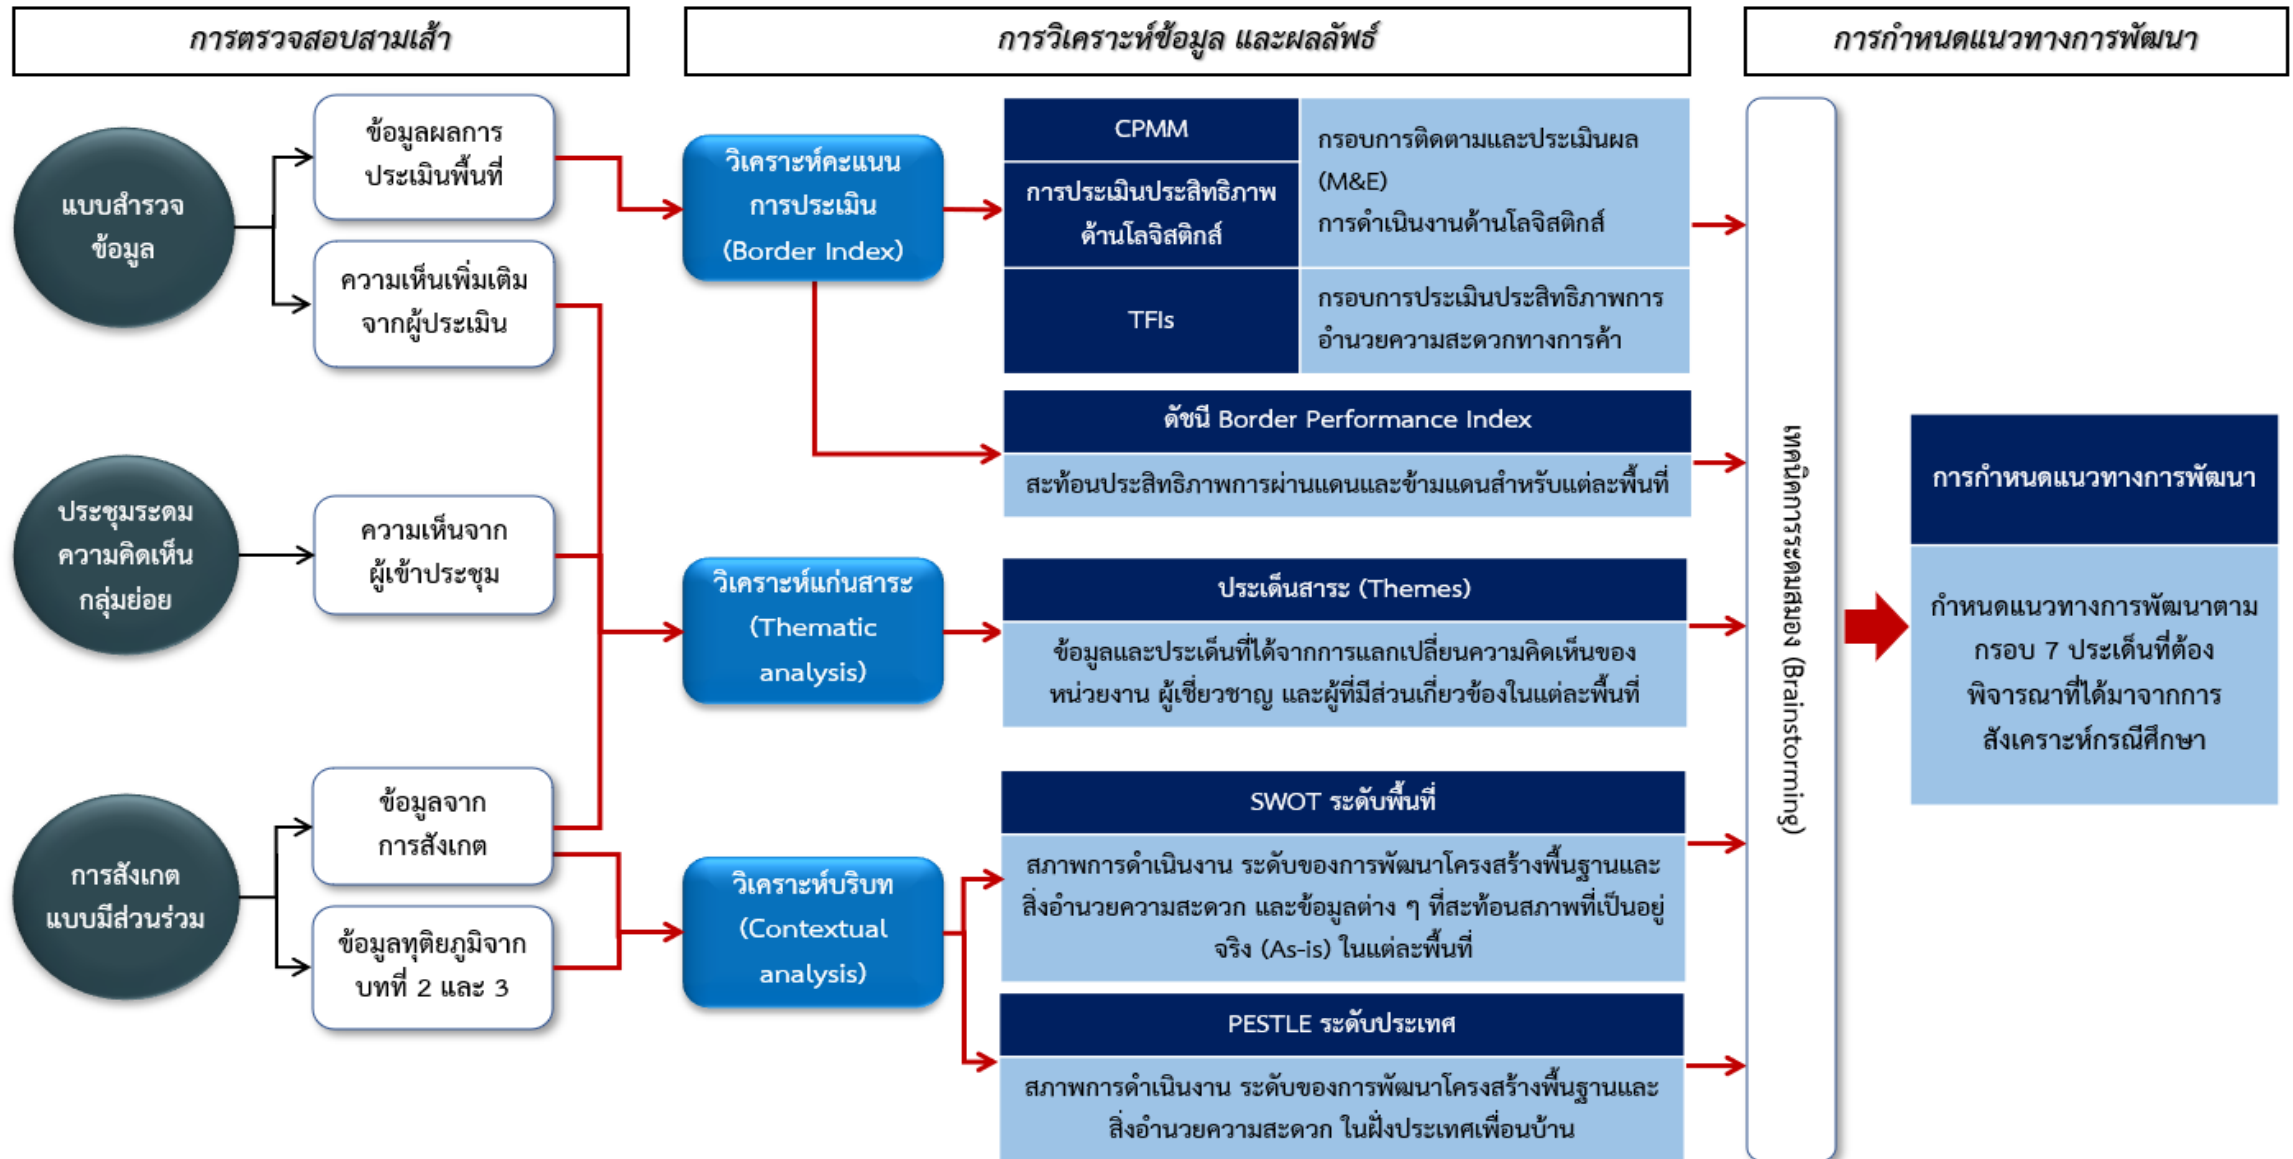 การตรวจสอบสามเส้า
การวิเคราะห์ข้อมูล และผลลัพธ์
การกำหนดแนวทางการพัฒนา
แบบสำรวจ
ข้อมูล
ข้อมูลผลการ
ประเมินพื้นที่
ความเห็นเพิ่มเติม
จากผู้ประเมิน
ประชุมระดม
ความคิดเห็น
กลุ่มย่อย
ความเห็นจาก
ผู้เข้าประชุม
การสังเกต
แบบมีส่วนร่วม
ข้อมูลจาก
การสังเกต
ข้อมูลทุติยภูมิจาก
บทที่ 2 และ 3
วิเคราะห์คะแนน
การประเมิน
(Border Index)
วิเคราะห์แก่นสาระ
(Thematic
analysis)
วิเคราะห์บริบท
(Contextual
analysis)
CPMM
การประเมินประสิทธิภาพ
ด้านโลจิสติกส์
กรอบการติดตามและประเมินผล
(M&E)
การดำเนินงานด้านโลจิสติกส์
TFIs
กรอบการประเมินประสิทธิภาพการ
อำนวยความสะดวกทางการค้า
ดัชนี Border Performance Index
สะท้อนประสิทธิภาพการผ่านแดนและข้ามแดนสำหรับแต่ละพื้นที่
ประเด็นสาระ (Themes)
ข้อมูลและประเด็นที่ได้จากการแลกเปลี่ยนความคิดเห็นของ
หน่วยงาน ผู้เชี่ยวชาญ และผู้ที่มีส่วนเกี่ยวข้องในแต่ละพื้นที่
SWOT ระดับพื้นที่
สภาพการดำเนินงาน ระดับของการพัฒนาโครงสร้างพื้นฐานและ
สิ่งอำนวยความสะดวก และข้อมูลต่าง ๆ ที่สะท้อนสภาพที่เป็นอยู่
จริง (As-is) ในแต่ละพื้นที่
PESTLE ระดับประเทศ
สภาพการดำเนินงาน ระดับของการพัฒนาโครงสร้างพื้นฐานและ
สิ่งอำนวยความสะดวก ในฝั่งประเทศเพื่อนบ้าน
เทคนิคการระดมสมอง (Brainstorming)
การกำหนดแนวทางการพัฒนา
กำหนดแนวทางการพัฒนาตาม
กรอบ 7 ประเด็นที่ต้อง
พิจารณาที่ได้มาจากการ
สังเคราะห์กรณีศึกษา